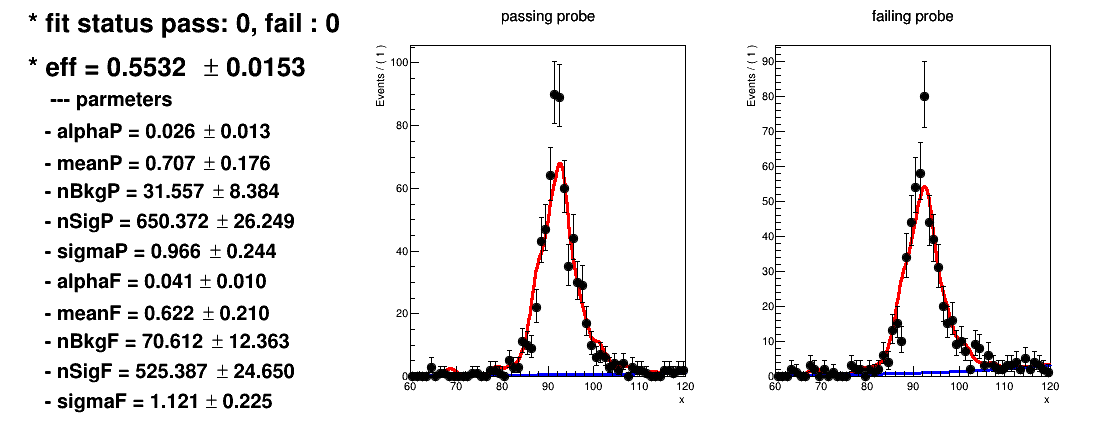 * fit status pass: 0, fail : 0
* eff = 0.5532 ± 0.0153
--- parmeters
- alphaP = 0.026 ± 0.013
- meanP = 0.707 ± 0.176
- nBkgP = 31.557 ± 8.384
- nSigP = 650.372 ± 26.249
- sigmaP = 0.966 ± 0.244
- alphaF = 0.041 ± 0.010
- meanF = 0.622 ± 0.210
- nBkgF = 70.612 ± 12.363
- nSigF = 525.387 ± 24.650
- sigmaF = 1.121 ± 0.225
passing probe
Events / ( 1 )
100
80
60
40
20
0
60 70 80 90 100 110 120
x
failing probe
Events / ( 1 )
90
80
70
60
50
40
30
20
10
0
60 70 80 90 100 110 120
x